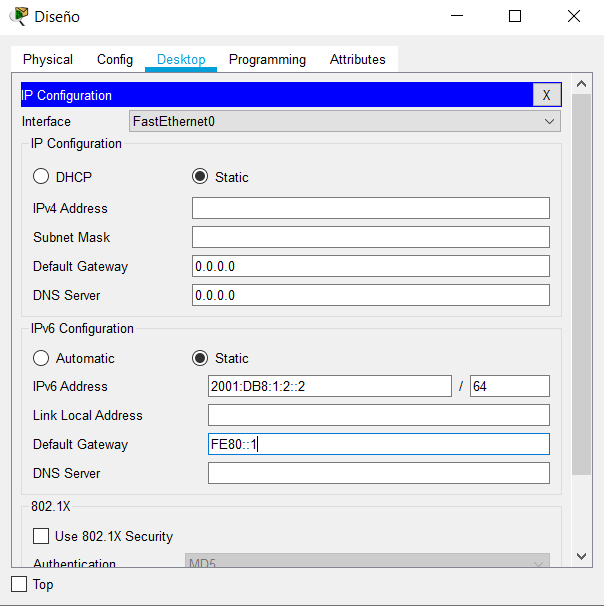 Diseño
Physical Config Desktop Programming Attributes
IP Configuration X
Interface FastEthernet0
IP Configuration
DHCP Static
IPv4 Address
Subnet Mask
Default Gateway 0.0.0.0
DNS Server 0.0.0.0
IPv6 Configuration
Automatic Static
IPv6 Address 2001:DB8:1:2::2 / 64
Link Local Address
Default Gateway FE80::1
DNS Server
802.1X
Use 802.1X Security
Authentication MD5
Top